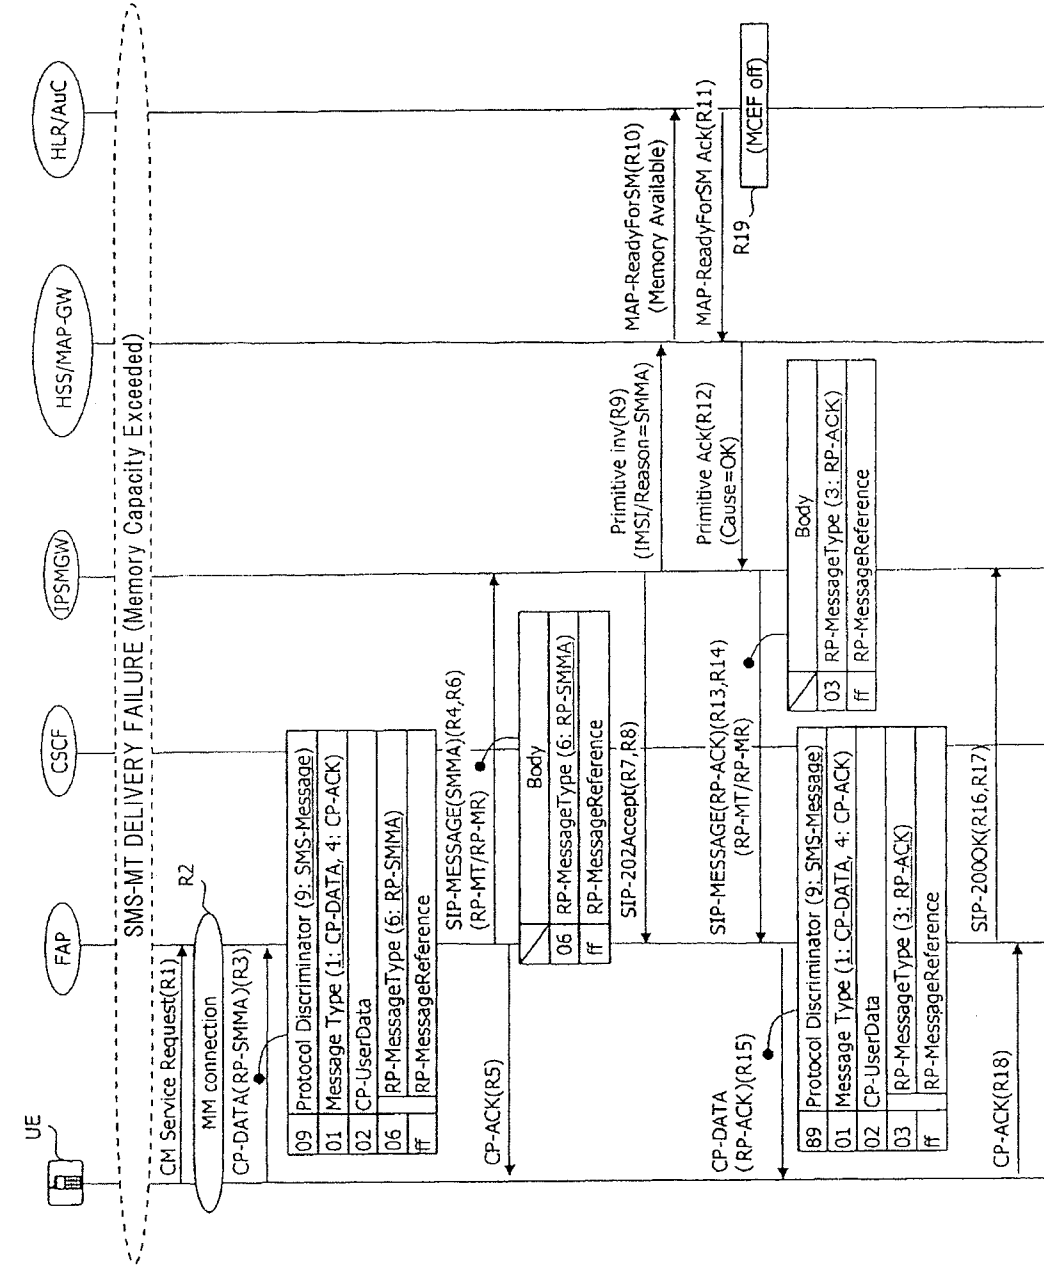 UE
FAP
CSCF
IPSMGW
HSS/MAP-GW
HLR/AuC
SMS-MT DELIVERY FAILURE (Memory Capacity Exceeded)
CM Service Request(R1)
R2
MM connection
CP-DATA(RP-SMMA)(R3)
09 Protocol Discriminator (9: SMS-Message)
01 Message Type (1: CP-DATA, 4: CP-ACK)
02 CP-UserData
06 RP-MessageType (6: RP-SMMA)
ff RP-MessageReference
SIP-MESSAGE(SMMA)(R4,R6)
(RP-MT/RP-MR)
CP-ACK(R5)
Body
06 RP-MessageType (6: RP-SMMA)
ff RP-MessageReference
SIP-202Accept(R7,R8)
Primitive inv(R9)
(IMSI/Reason=SMMA)
MAP-ReadyForSM(R10)
(Memory Available)
MAP-ReadyForSM Ack(R11)
R19
(MCEF off)
Primitive Ack(R12)
(Cause=OK)
SIP-MESSAGE(RP-ACK)(R13,R14)
(RP-MT/RP-MR)
Body
03 RP-MessageType (3: RP-ACK)
ff RP-MessageReference
CP-DATA
(RP-ACK)(R15)
89 Protocol Discriminator (9: SMS-Message)
01 Message Type (1: CP-DATA, 4: CP-ACK)
02 CP-UserData
03 RP-MessageType (3: RP-ACK)
ff RP-MessageReference
SIP-200OK(R16,R17)
CP-ACK(R18)